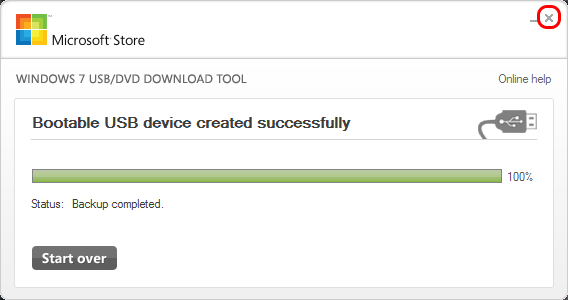 Microsoft Store
WINDOWS 7 USB/DVD DOWNLOAD TOOL
Online help
Bootable USB device created successfully
100%
Status: Backup completed.
Start over